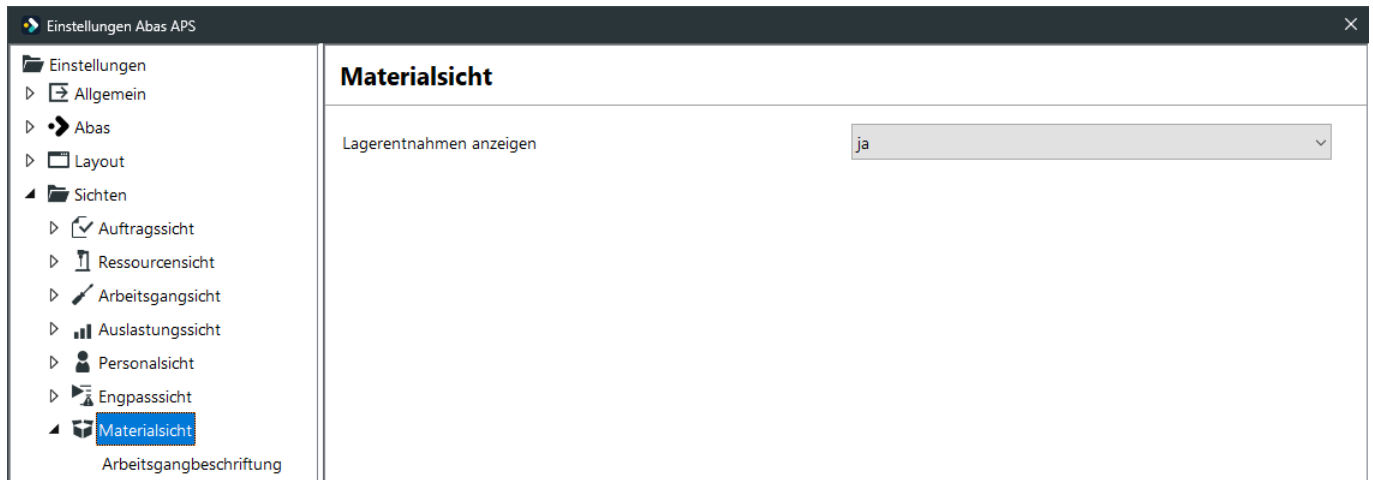 Einstellungen Abas APS
Einstellungen
Allgemein
Abas
Layout
Sichten
Auftragssicht
Ressourcensicht
Arbeitsgangsicht
Auslastungssicht
Personalsicht
Engpasssicht
Materialsicht
Arbeitsgangbeschriftung
Materialsicht
Lagerentnahmen anzeigen ja